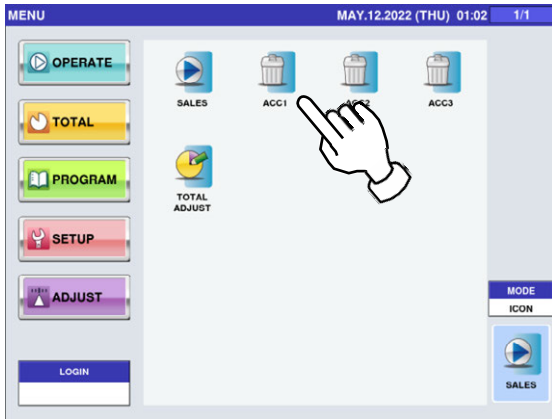 MENU
MAY.12.2022 (THU) 01:02
1/1
OPERATE
TOTAL
PROGRAM
SETUP
ADJUST
LOGIN
SALES
ACC1
ACC2
ACC3
TOTAL
ADJUST
MODE
ICON
SALES